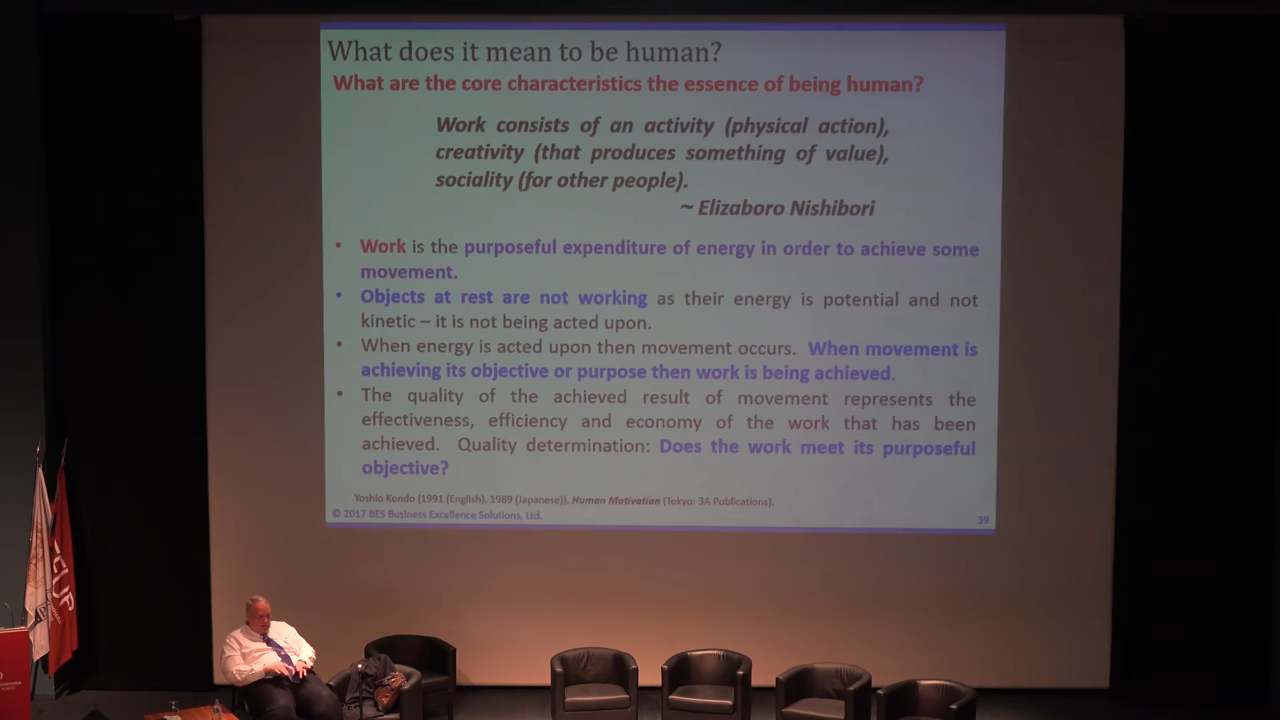 What does it mean to be human?
What are the core characteristics the essence of being human?
Work consists of an activity (physical action),
creativity (that produces something of value),
sociality (for other people).
~ Elizaboro Nishibori
• Work is the purposeful expenditure of energy in order to achieve some
movement.
• Objects at rest are not working as their energy is potential and not
kinetic – it is not being acted upon.
• When energy is acted upon then movement occurs. When movement is
achieving its objective or purpose then work is being achieved.
• The quality of the achieved result of movement represents the
effectiveness, efficiency and economy of the work that has been
achieved. Quality determination: Does the work meet its purposeful
objective?
Yoshio Kondo (1991 (English), 1989 (Japanese)), Human Motivation (Tokyo: 3A Publications).
© 2017 BES Business Excellence Solutions, Ltd.
39